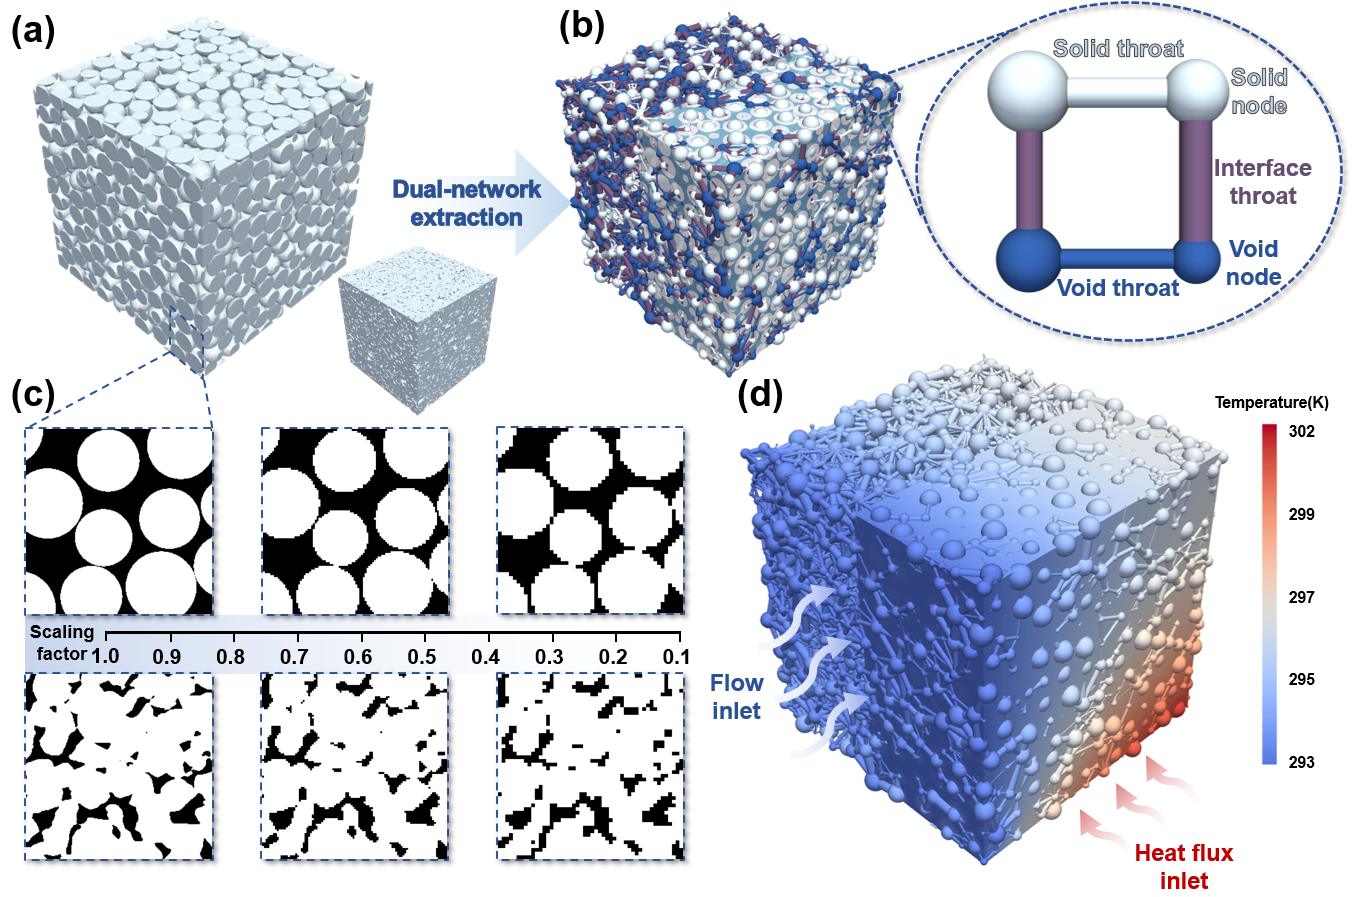 (a)
(b)
Solid throat
Solid
node
Interface
throat
Void
node
Void throat
Dual-network
extraction
(c)
Scaling
factor
1.0 0.9 0.8 0.7 0.6 0.5 0.4 0.3 0.2 0.1
(d)
Temperature(K)
302
299
297
295
293
Flow
inlet
Heat flux
inlet